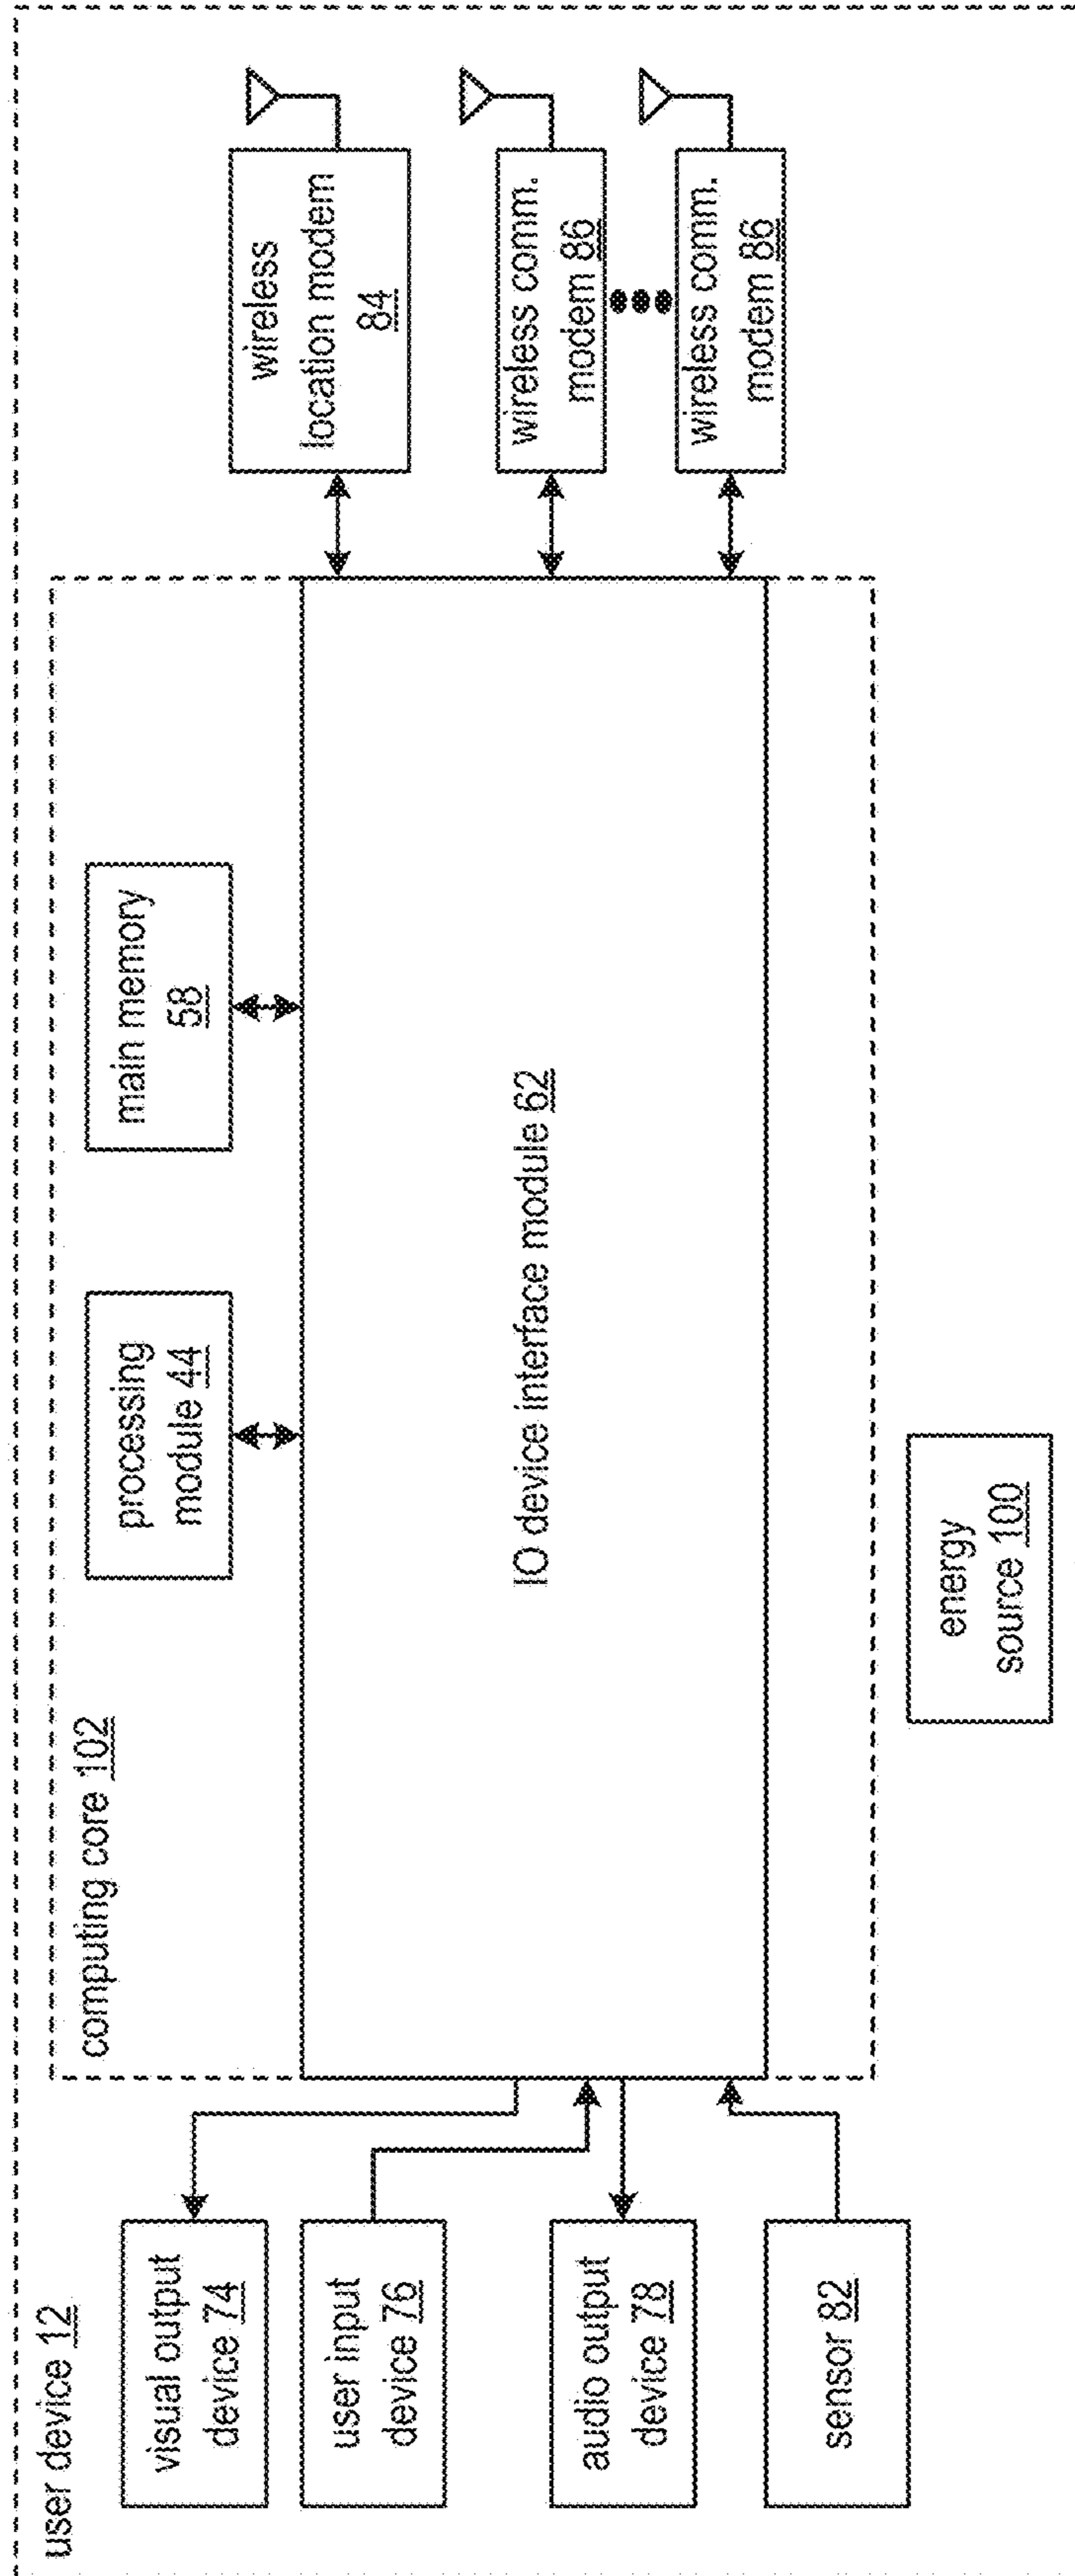 user device 12
visual output
device 74
user input
device 76
audio output
device 78
sensor 82
computing core 102
processing
module 44
main memory
58
IO device interface module 62
energy
source 100
wireless
location modem
84
wireless comm.
modem 86
wireless comm.
modem 86